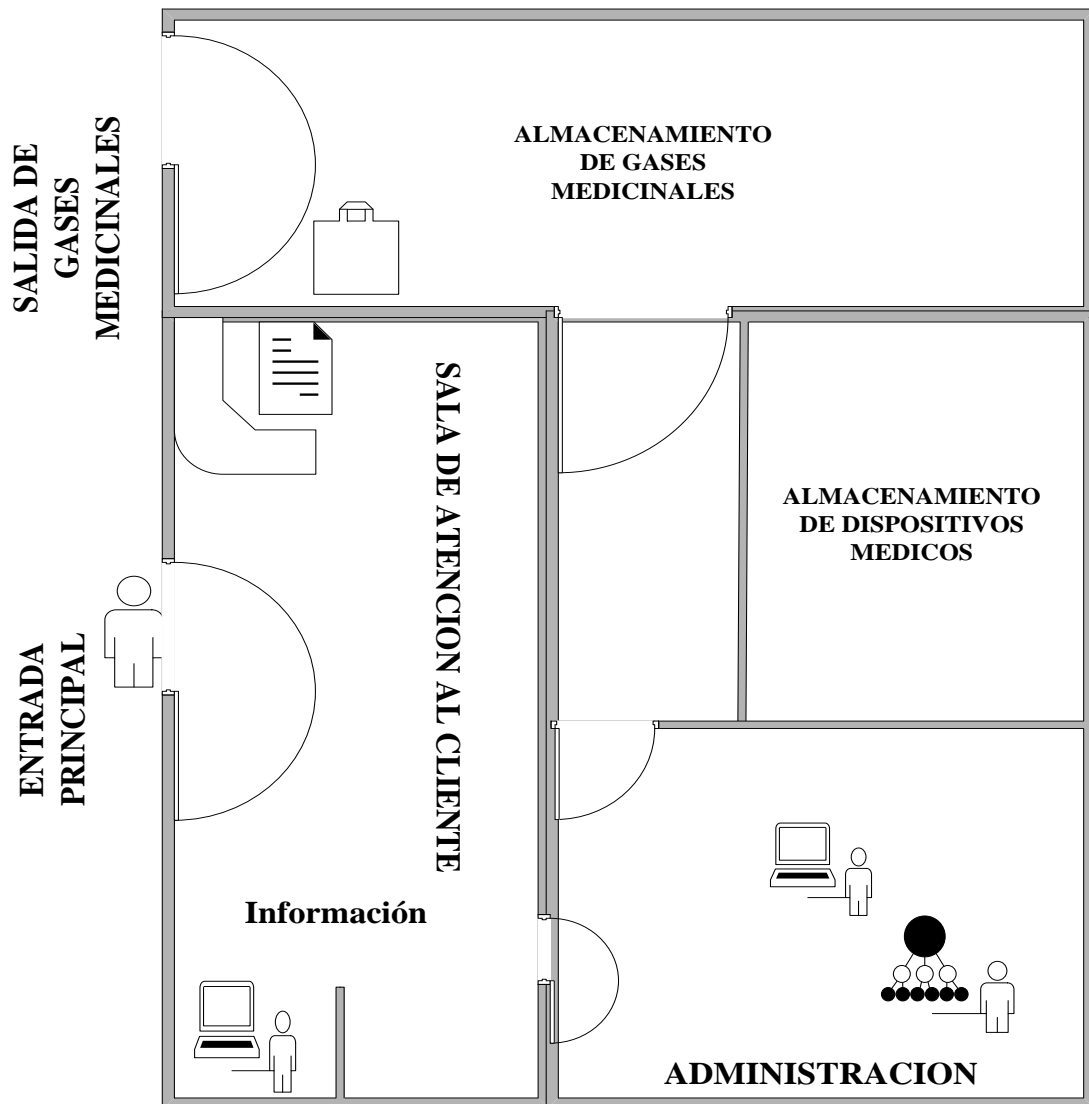 SALIDA DE
GASES
MEDICINALES
ALMACENAMIENTO
DE GASES
MEDICINALES
SALA DE ATENCION AL CLIENTE
ALMACENAMIENTO
DE DISPOSITIVOS
MEDICOS
ENTRADA
PRINCIPAL
Información
ADMINISTRACION